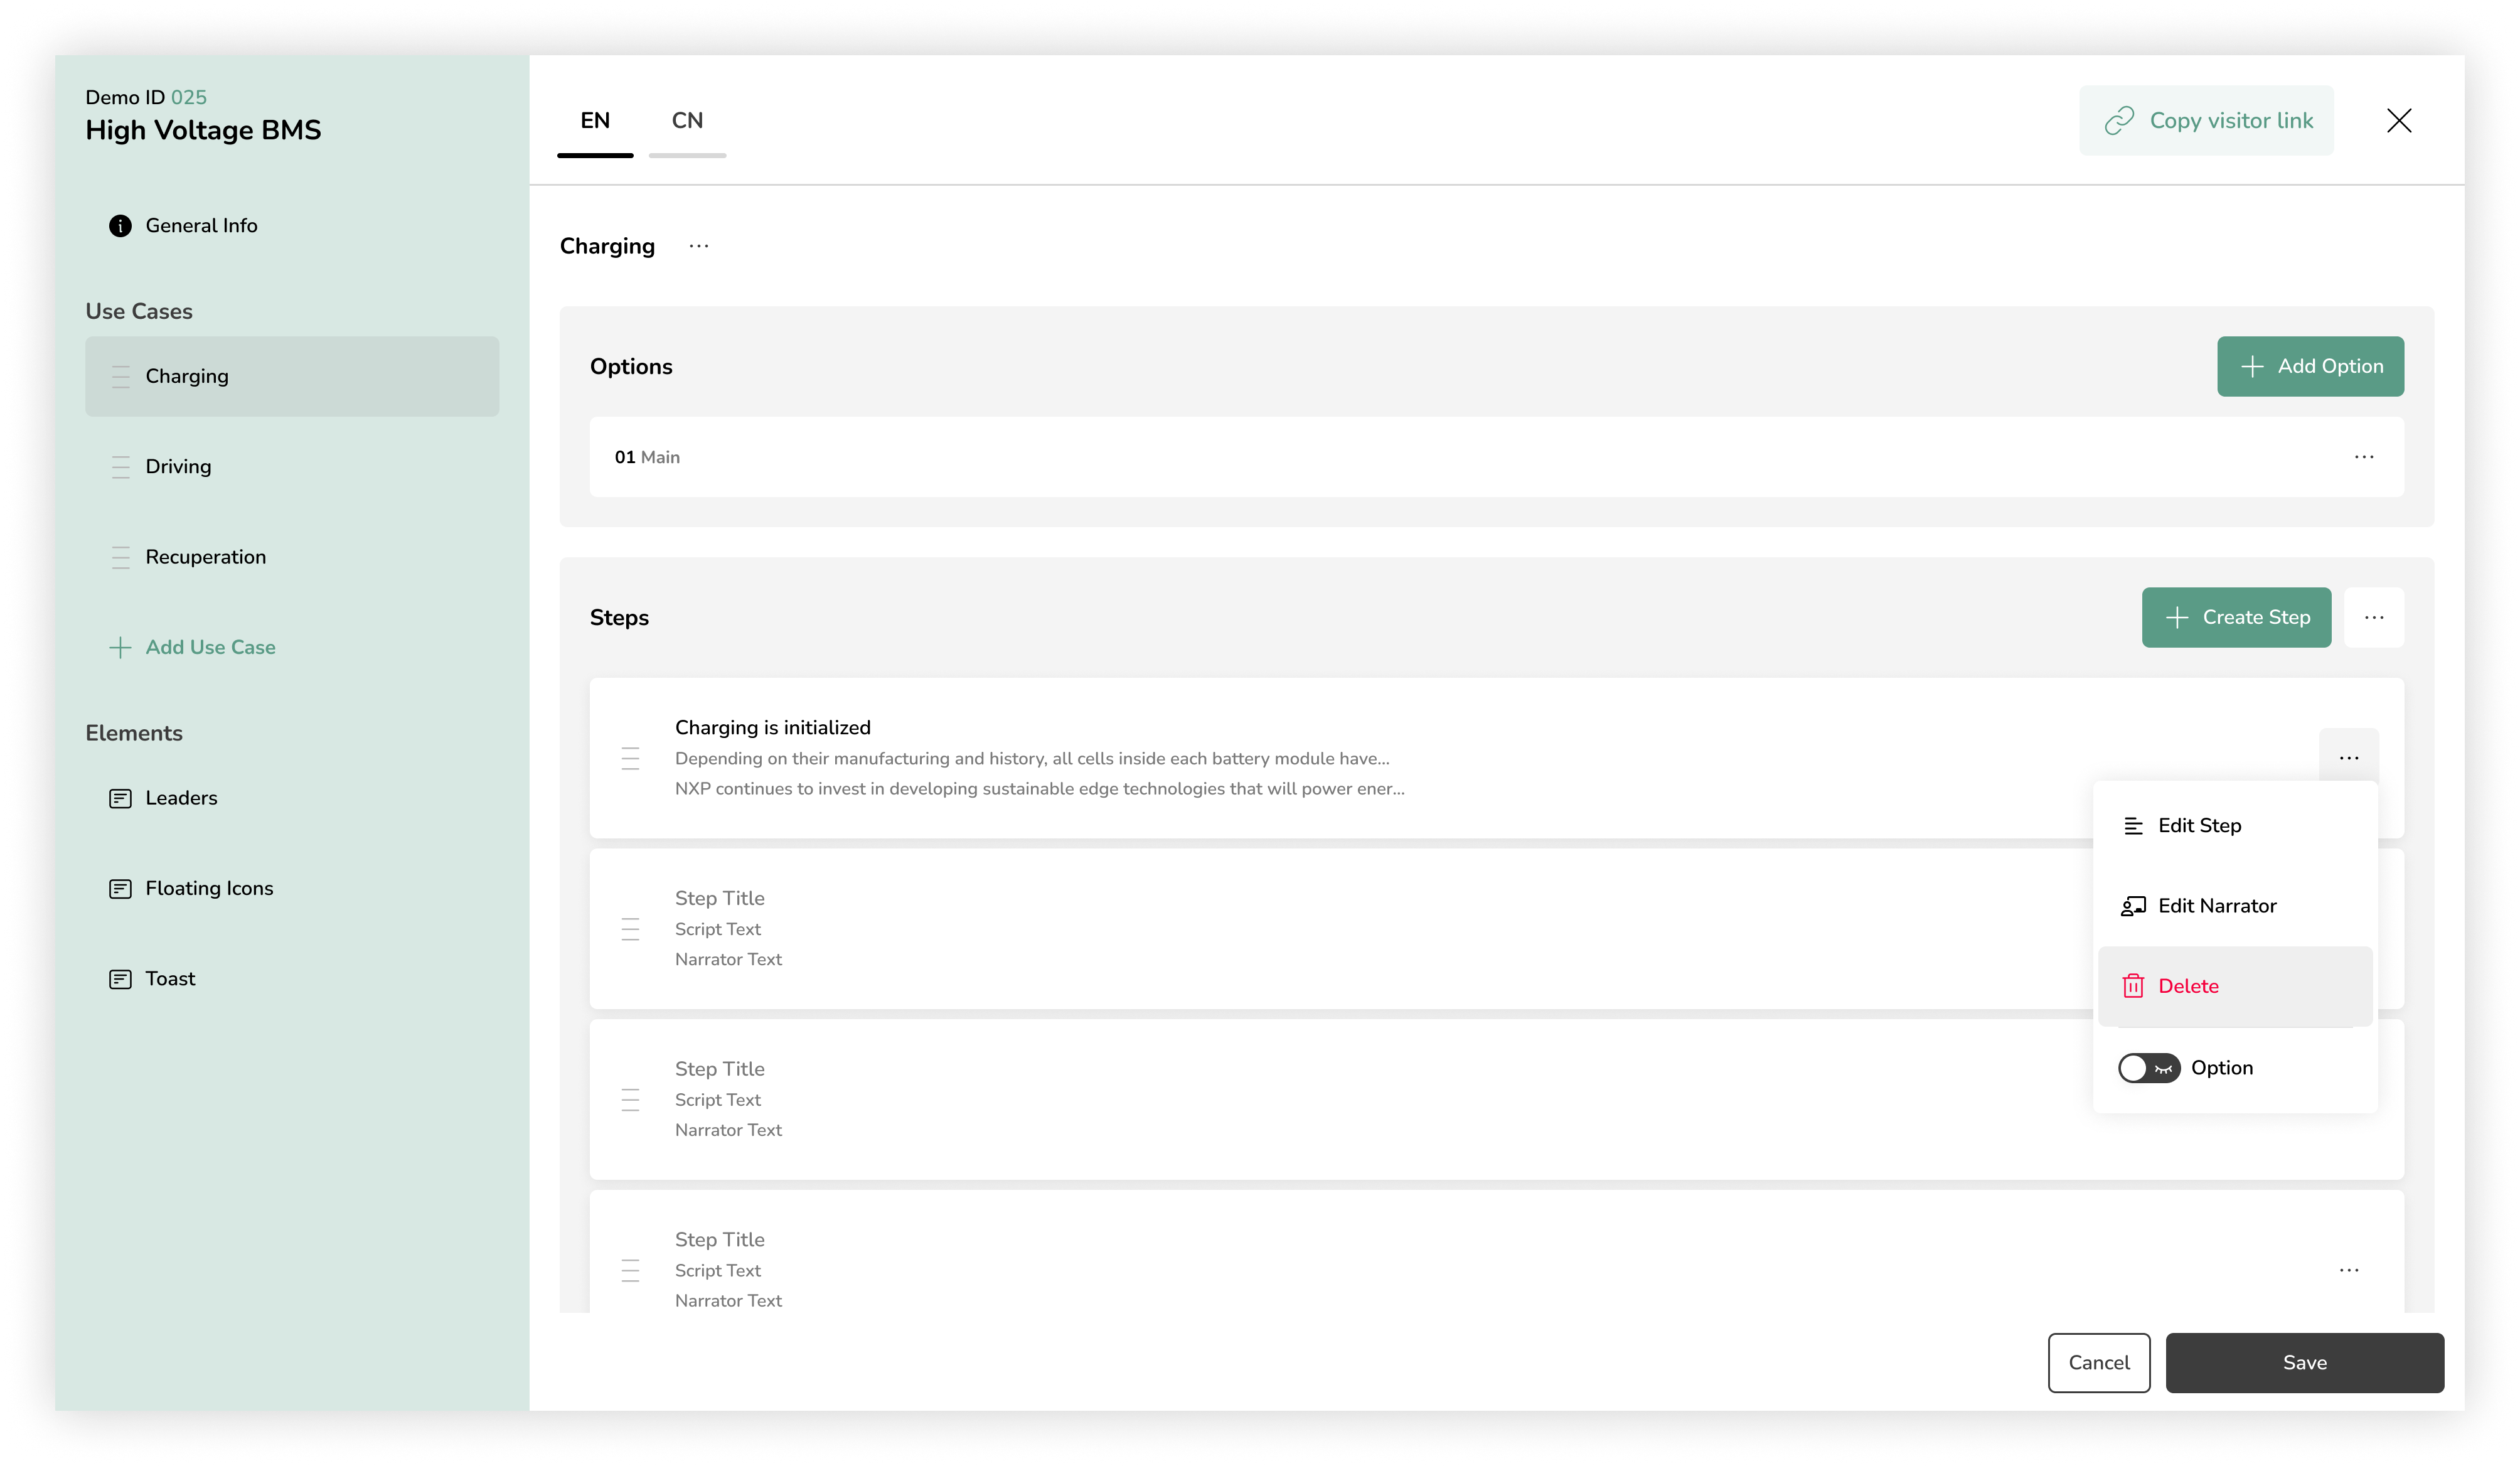 Demo ID 025
High Voltage BMS
General Info
Use Cases
Charging
Driving
Recuperation
Add Use Case
Elements
Leaders
Floating Icons
Toast
EN
CN
Copy visitor link
Charging
Options
Add Option
01 Main
Steps
Create Step
Charging is initialized
Depending on their manufacturing and history, all cells inside each battery module have...
NXP continues to invest in developing sustainable edge technologies that will power ener...
Edit Step
Edit Narrator
Delete
Option
Step Title
Script Text
Narrator Text
Step Title
Script Text
Narrator Text
Step Title
Script Text
Narrator Text
Cancel
Save